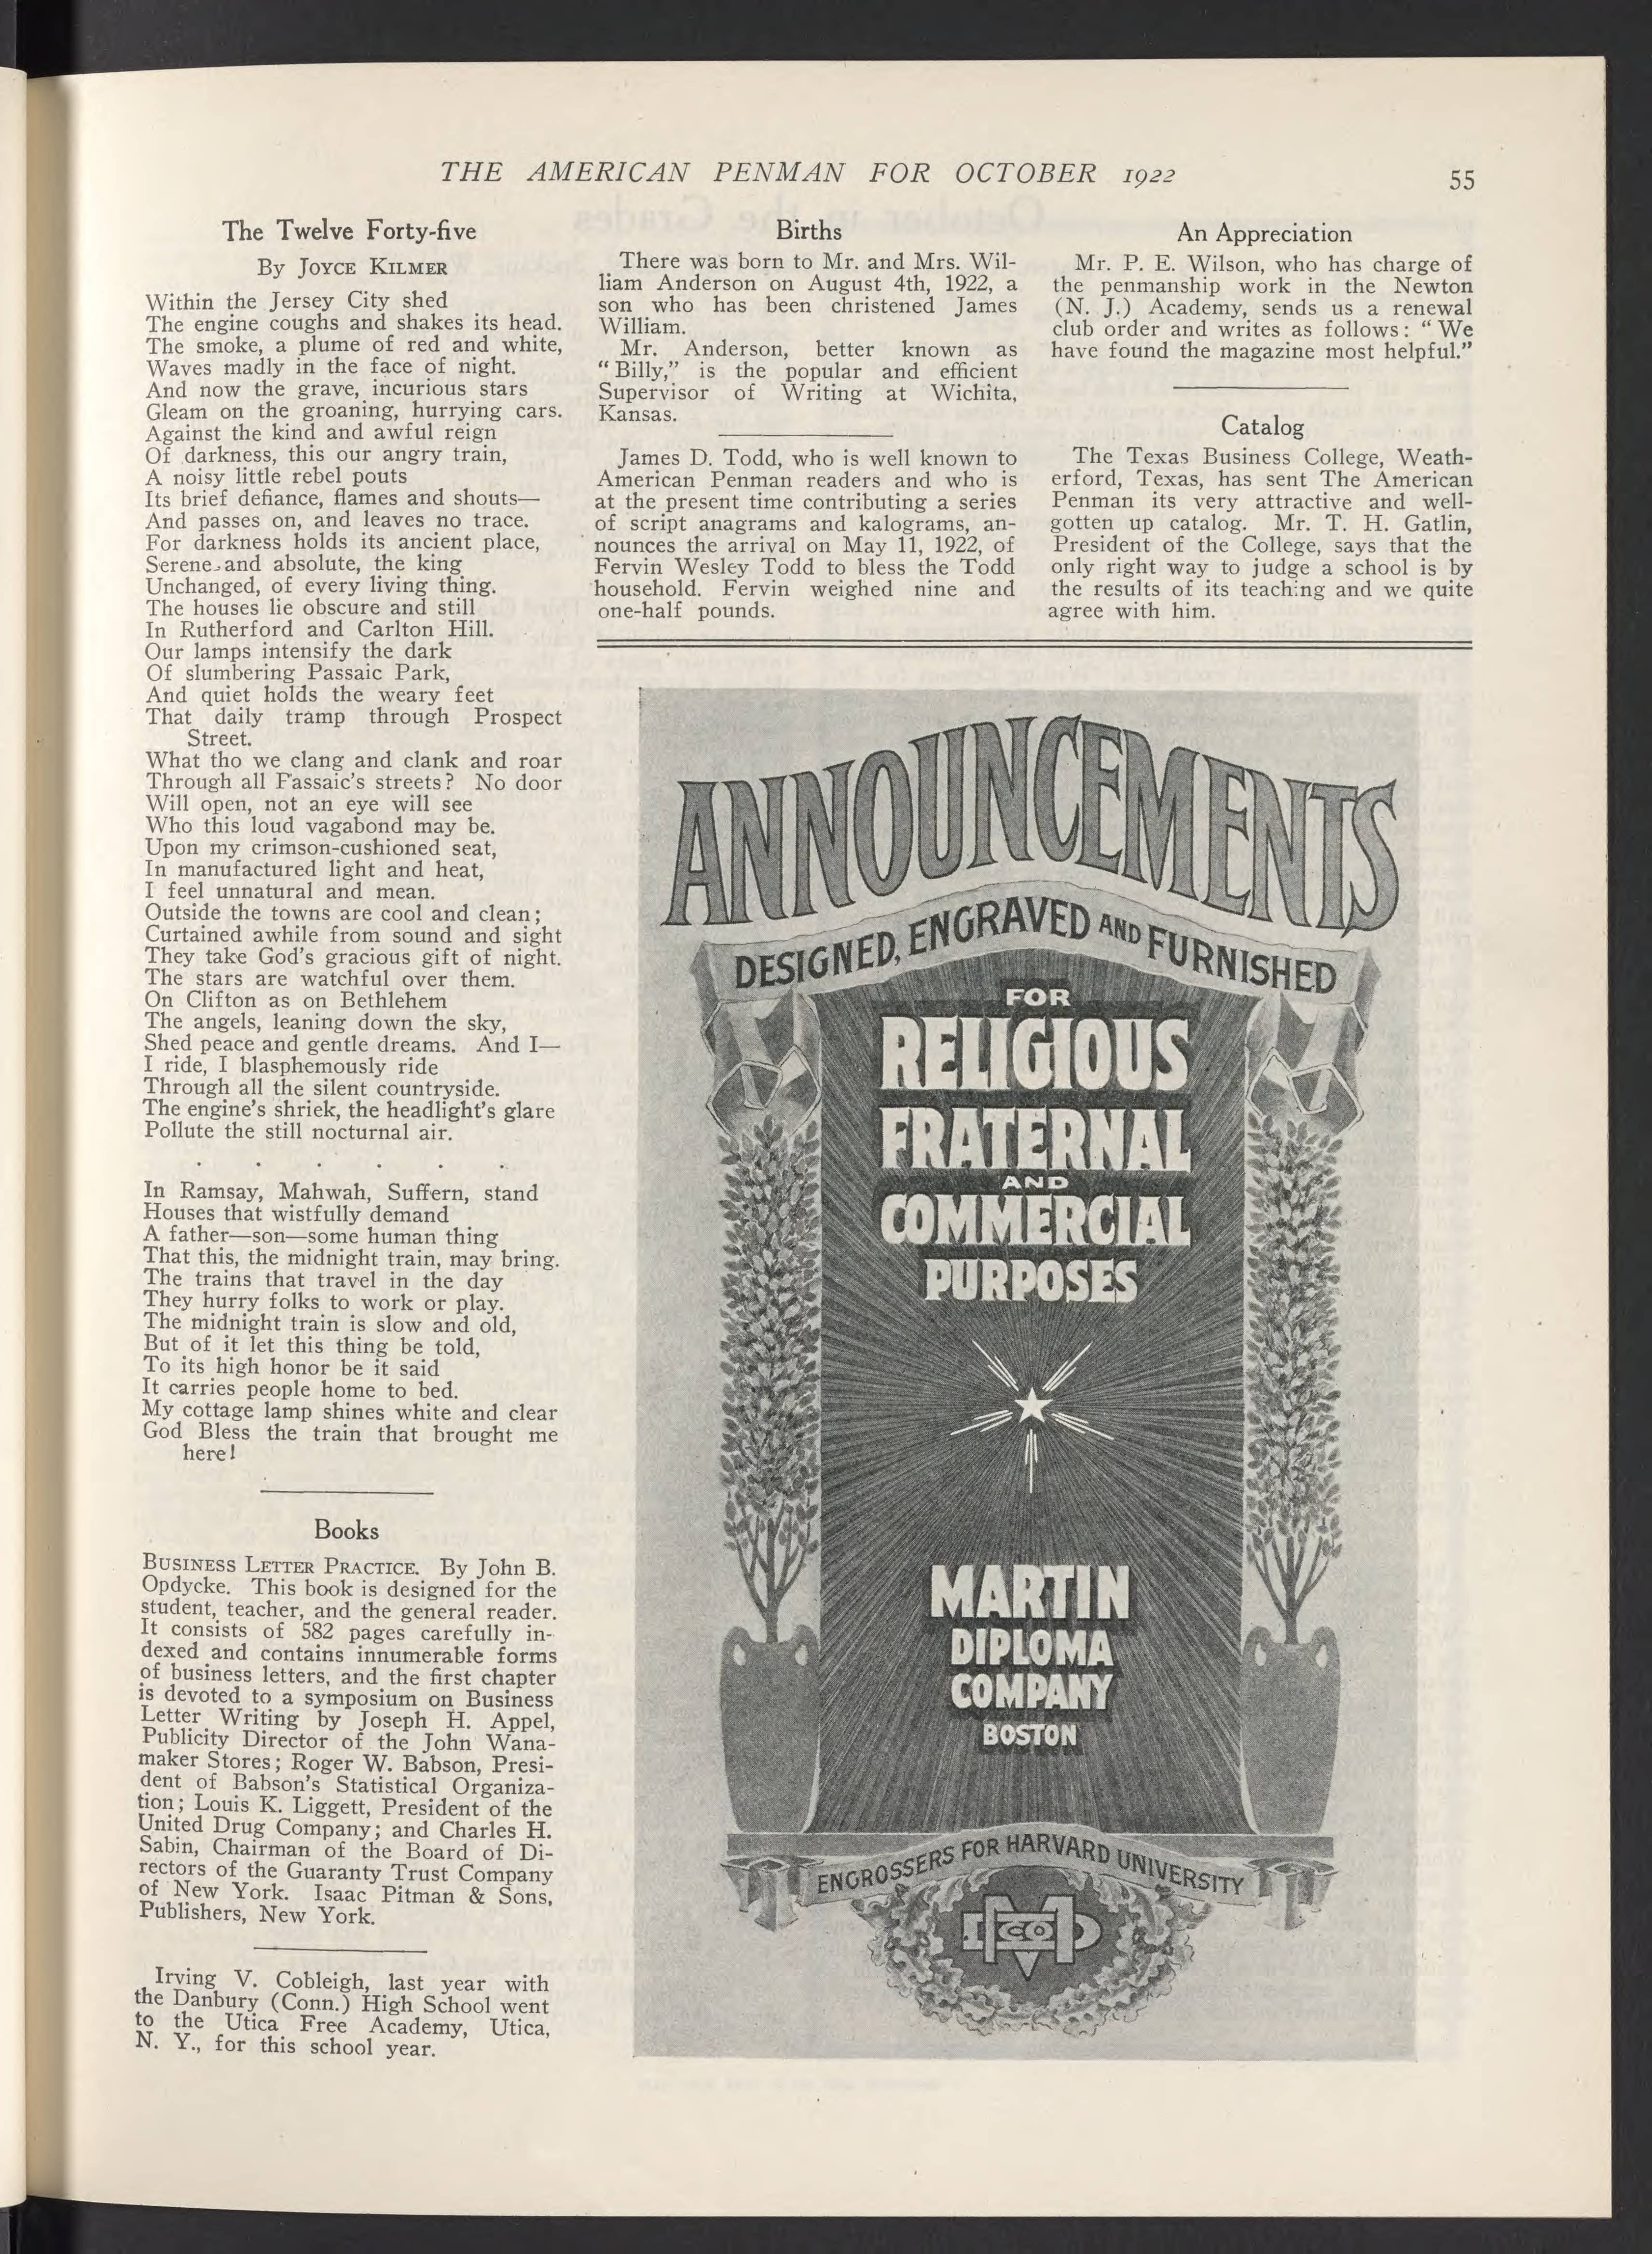 THE AMERICAN PENMAN FOR OCTOBER 1922
55
The Twelve Forty-five
By JOYCE KILMER
Within the Jersey City shed
The engine coughs and shakes its head.
The smoke, a plume of red and white,
Waves madly in the face of night.
And now the grave, incurious stars
Gleam on the groaning, hurrying cars.
Against the kind and awful reign
Of darkness, this our angry train,
A noisy little rebel pouts
Its brief defiance, flames and shouts—
And passes on, and leaves no trace.
For darkness holds its ancient place,
Serene and absolute, the king
Unchanged, of every living thing.
The houses lie obscure and still
In Rutherford and Carlton Hill.
Our lamps intensify the dark
Of slumbering Passaic Park,
And quiet holds the weary feet
That daily tramp through Prospect
Street.
What tho we clang and clank and roar
Through all Passaic's streets? No door
Will open, not an eye will see
Who this loud vagabond may be.
Upon my crimson-cushioned seat,
In manufactured light and heat,
I feel unnatural and mean.
Outside the towns are cool and clean;
Curtained awhile from sound and sight
They take God's gracious gift of night.
The stars are watchful over them.
On Clifton as on Bethlehem
The angels, leaning down the sky,
Shed peace and gentle dreams. And I—
I ride, I blasphemously ride
Through all the silent countryside.
The engine's shriek, the headlight's glare
Pollute the still nocturnal air.
. . . . . .
In Ramsay, Mahwah, Suffern, stand
Houses that wistfully demand
A father—son—some human thing
That this, the midnight train, may bring.
The trains that travel in the day
They hurry folks to work or play.
The midnight train is slow and old,
But of it let this thing be told,
To its high honor be it said
It carries people home to bed.
My cottage lamp shines white and clear
God Bless the train that brought me
here!
Books
BUSINESS LETTER PRACTICE. By John B.
Opdycke. This book is designed for the
student, teacher, and the general reader.
It consists of 582 pages carefully in-
dexed and contains innumerable forms
of business letters, and the first chapter
is devoted to a symposium on Business
Letter Writing by Joseph H. Appel,
Publicity Director of the John Wana-
maker Stores; Roger W. Babson, Presi-
dent of Babson's Statistical Organiza-
tion; Louis K. Liggett, President of the
United Drug Company; and Charles H.
Sabin, Chairman of the Board of Di-
rectors of the Guaranty Trust Company
of New York. Isaac Pitman & Sons,
Publishers, New York.
Irving V. Cobleigh, last year with
the Danbury (Conn.) High School went
to the Utica Free Academy, Utica,
N. Y., for this school year.
Births
There was born to Mr. and Mrs. Wil-
liam Anderson on August 4th, 1922, a
son who has been christened James
William.
Mr. Anderson, better known as
"Billy," is the popular and efficient
Supervisor of Writing at Wichita,
Kansas.
James D. Todd, who is well known to
American Penman readers and who is
at the present time contributing a series
of script anagrams and kalograms, an-
nounces the arrival on May 11, 1922, of
Fervin Wesley Todd to bless the Todd
household. Fervin weighed nine and
one-half pounds.
An Appreciation
Mr. P. E. Wilson, who has charge of
the penmanship work in the Newton
(N. J.) Academy, sends us a renewal
club order and writes as follows: "We
have found the magazine most helpful."
Catalog
The Texas Business College, Weath-
erford, Texas, has sent The American
Penman its very attractive and well-
gotten up catalog. Mr. T. H. Gatlin,
President of the College, says that the
only right way to judge a school is by
the results of its teaching and we quite
agree with him.
ANNOUNCEMENTS
DESIGNED, ENGRAVED AND FURNISHED
FOR
RELIGIOUS
FRATERNAL
AND
COMMERCIAL
PURPOSES
MARTIN
DIPLOMA
COMPANY
BOSTON
ENGROSSERS FOR HARVARD UNIVERSITY
MDCO